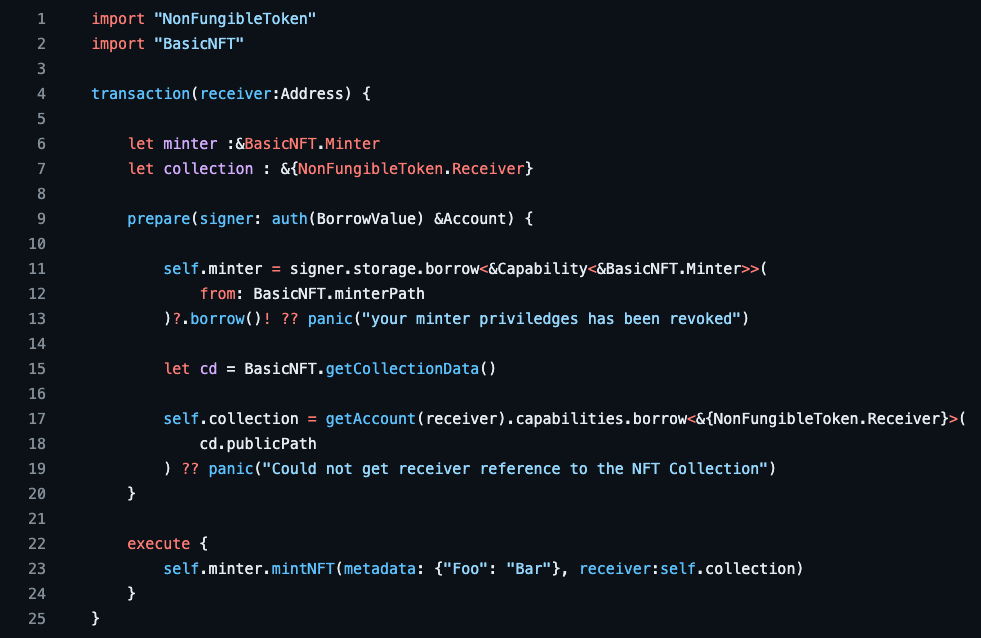 1 import "NonFungibleToken"
2 import "BasicNFT"
3
4 transaction(receiver:Address) {
5
6 let minter :&BasicNFT.Minter
7 let collection : &{NonFungibleToken.Receiver}
8
9 prepare(signer: auth(BorrowValue) &Account) {
10
11 self.minter = signer.storage.borrow<&Capability<&BasicNFT.Minter>>(
12 from: BasicNFT.minterPath
13 )?.borrow()! ?? panic("your minter priviledges has been revoked")
14
15 let cd = BasicNFT.getCollectionData()
16
17 self.collection = getAccount(receiver).capabilities.borrow<&{NonFungibleToken.Receiver}>(
18 cd.publicPath
19 ) ?? panic("Could not get receiver reference to the NFT Collection")
20 }
21
22 execute {
23 self.minter.mintNFT(metadata: {"Foo": "Bar"}, receiver:self.collection)
24 }
25 }